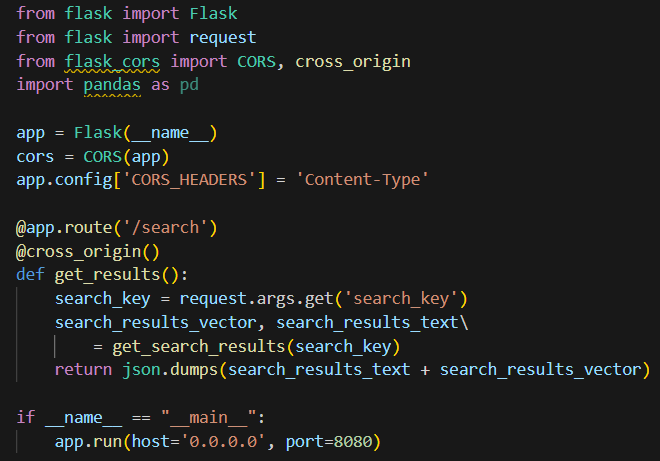 from flask import Flask
from flask import request
from flask_cors import CORS, cross_origin
import pandas as pd

app = Flask(__name__)
cors = CORS(app)
app.config['CORS_HEADERS'] = 'Content-Type'

@app.route('/search')
@cross_origin()
def get_results():
    search_key = request.args.get('search_key')
    search_results_vector, search_results_text\
        = get_search_results(search_key)
    return json.dumps(search_results_text + search_results_vector)

if __name__ == "__main__":
    app.run(host='0.0.0.0', port=8080)